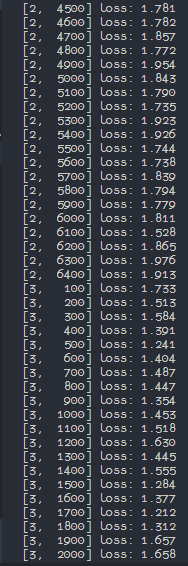 [2, 4500] loss: 1.781
[2, 4600] loss: 1.782
[2, 4700] loss: 1.857
[2, 4800] loss: 1.772
[2, 4900] loss: 1.954
[2, 5000] loss: 1.843
[2, 5100] loss: 1.790
[2, 5200] loss: 1.735
[2, 5300] loss: 1.923
[2, 5400] loss: 1.926
[2, 5500] loss: 1.744
[2, 5600] loss: 1.738
[2, 5700] loss: 1.839
[2, 5800] loss: 1.794
[2, 5900] loss: 1.779
[2, 6000] loss: 1.811
[2, 6100] loss: 1.528
[2, 6200] loss: 1.865
[2, 6300] loss: 1.976
[2, 6400] loss: 1.913
[3, 100] loss: 1.733
[3, 200] loss: 1.513
[3, 300] loss: 1.584
[3, 400] loss: 1.391
[3, 500] loss: 1.241
[3, 600] loss: 1.404
[3, 700] loss: 1.487
[3, 800] loss: 1.447
[3, 900] loss: 1.354
[3, 1000] loss: 1.453
[3, 1100] loss: 1.518
[3, 1200] loss: 1.630
[3, 1300] loss: 1.445
[3, 1400] loss: 1.555
[3, 1500] loss: 1.284
[3, 1600] loss: 1.377
[3, 1700] loss: 1.212
[3, 1800] loss: 1.312
[3, 1900] loss: 1.657
[3, 2000] loss: 1.658